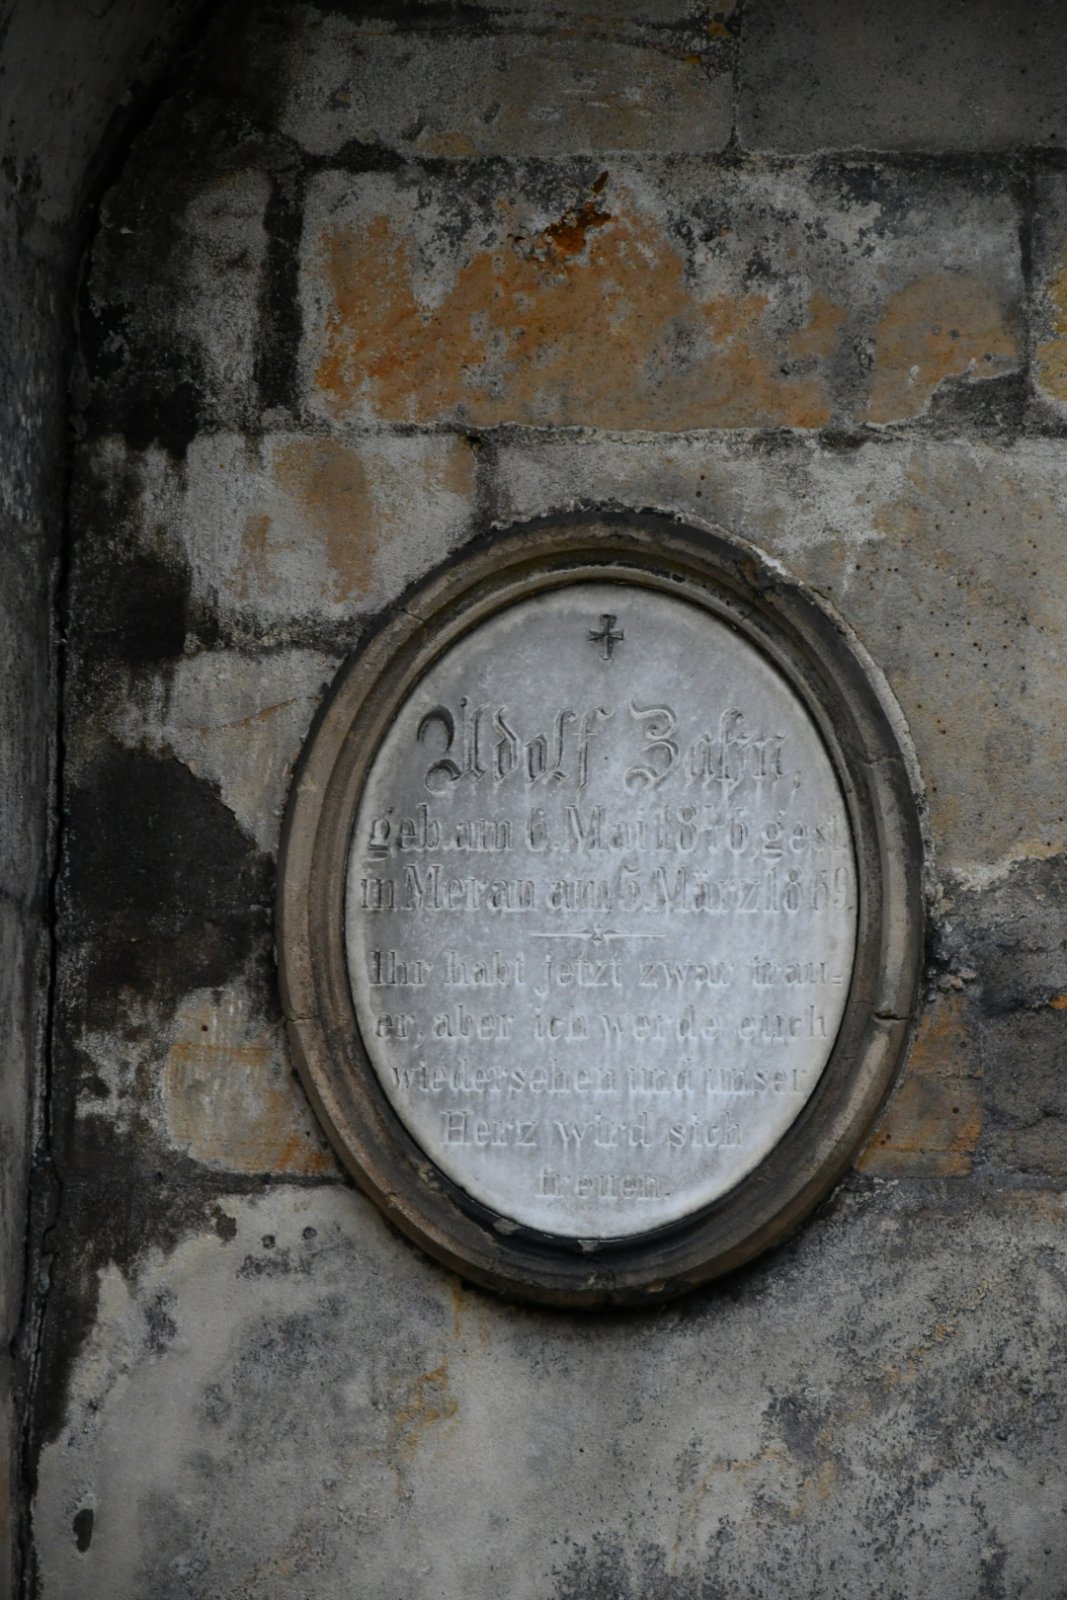 Adolf Zahn,
geb. am 6. Mai 1876, gest.
in Meran am 5. März 1869
Ihr habt jetzt zwar trau-
er, aber ich werde euch
wiedersehen und unser
Herz wird sich
freuen.